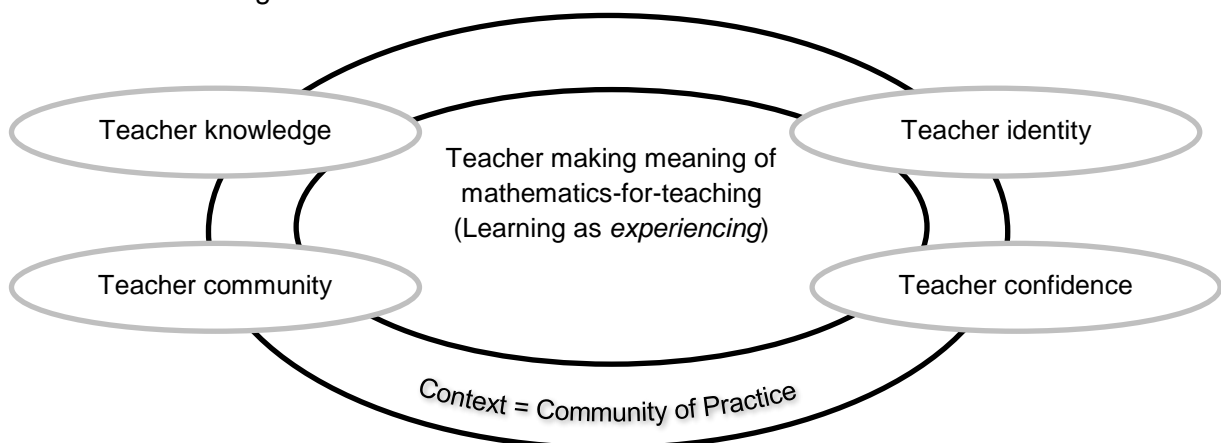 Teacher knowledge
Teacher identity
Teacher making meaning of
mathematics-for-teaching
(Learning as experiencing)
Teacher community
Teacher confidence
Context = Community of Practice